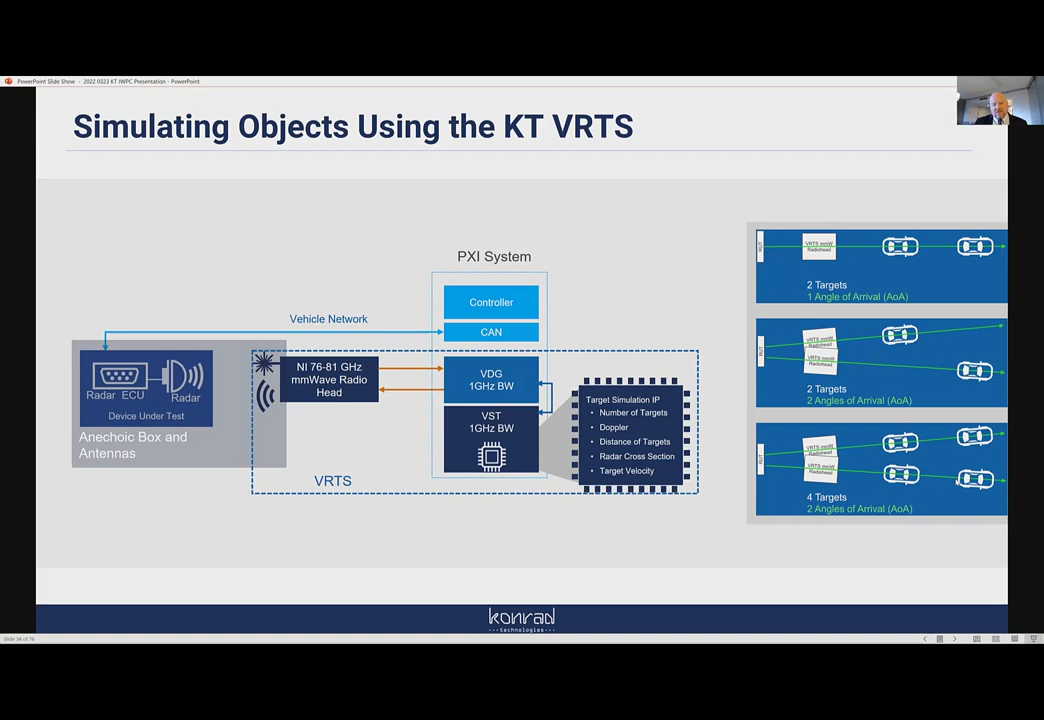 PowerPoint Slide Show - 2022 0323 KT IWPC Presentation - PowerPoint
Simulating Objects Using the KT VRTS
PXI System
Controller
CAN
Vehicle Network
NI 76-81 GHz
mmWave Radio
Head
VDG
1GHz BW
VST
1GHz BW
Radar ECU
Radar
Device Under Test
Anechoic Box and
Antennas
VRTS
Target Simulation IP
• Number of Targets
• Doppler
• Distance of Targets
• Radar Cross Section
• Target Velocity
RUT
VRTS mmW
Radiohead
2 Targets
1 Angle of Arrival (AoA)
RUT
VRTS mmW
Radiohead
VRTS mmW
Radiohead
2 Targets
2 Angles of Arrival (AoA)
RUT
VRTS mmW
Radiohead
VRTS mmW
Radiohead
4 Targets
2 Angles of Arrival (AoA)
konrad
technologies
Slide 34 of 76